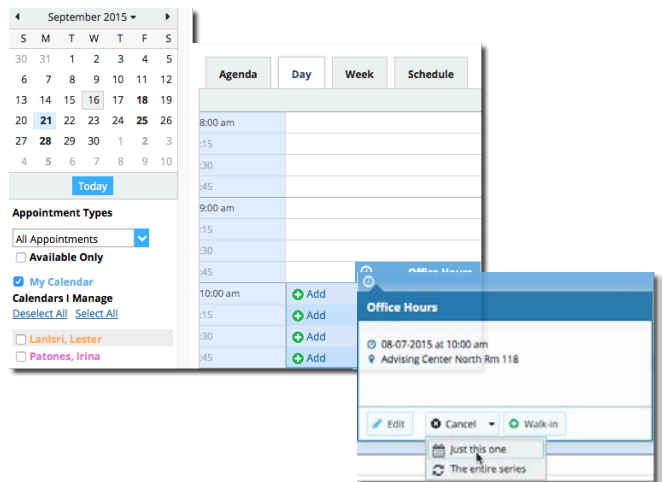 September 2015
S M T W T F S
30 31 1 2 3 4 5
6 7 8 9 10 11 12
13 14 15 16 17 18 19
20 21 22 23 24 25 26
27 28 29 30 1 2 3
4 5 6 7 8 9 10
Today
Appointment Types
All Appointments
Available Only
My Calendar
Calendars I Manage
Deselect All Select All
Lanisri, Lester
Patones, Irina
Agenda Day Week Schedule
8:00 am
:15
:30
:45
9:00 am
:15
:30
:45 Office Hours
10:00 am Add
:15 Add
:30 Add
:45 Add
Office Hours
08-07-2015 at 10:00 am
Advising Center North Rm 118
Edit Cancel Walk-in
Just this one
The entire series